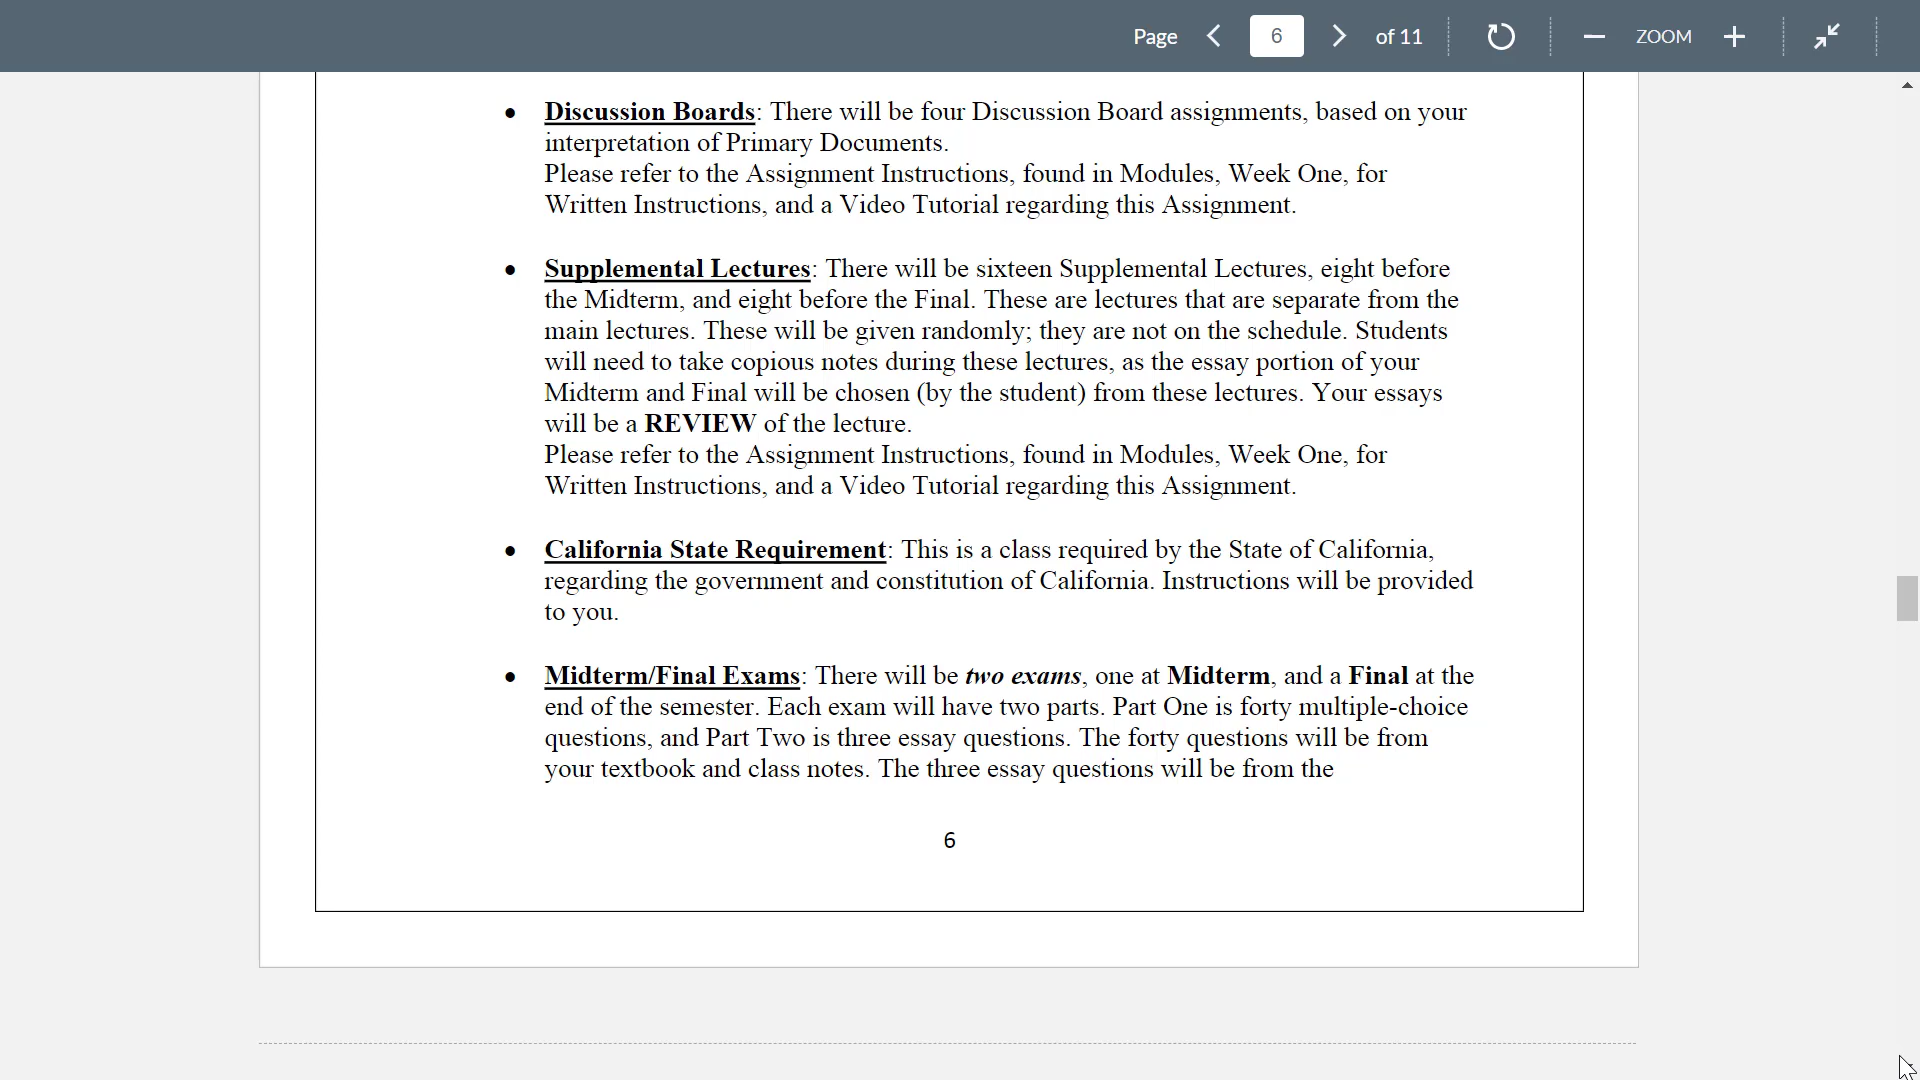 Page 6 of 11 ZOOM
• Discussion Boards: There will be four Discussion Board assignments, based on your
interpretation of Primary Documents.
Please refer to the Assignment Instructions, found in Modules, Week One, for
Written Instructions, and a Video Tutorial regarding this Assignment.
• Supplemental Lectures: There will be sixteen Supplemental Lectures, eight before
the Midterm, and eight before the Final. These are lectures that are separate from the
main lectures. These will be given randomly; they are not on the schedule. Students
will need to take copious notes during these lectures, as the essay portion of your
Midterm and Final will be chosen (by the student) from these lectures. Your essays
will be a REVIEW of the lecture.
Please refer to the Assignment Instructions, found in Modules, Week One, for
Written Instructions, and a Video Tutorial regarding this Assignment.
• California State Requirement: This is a class required by the State of California,
regarding the government and constitution of California. Instructions will be provided
to you.
• Midterm/Final Exams: There will be two exams, one at Midterm, and a Final at the
end of the semester. Each exam will have two parts. Part One is forty multiple-choice
questions, and Part Two is three essay questions. The forty questions will be from
your textbook and class notes. The three essay questions will be from the
6